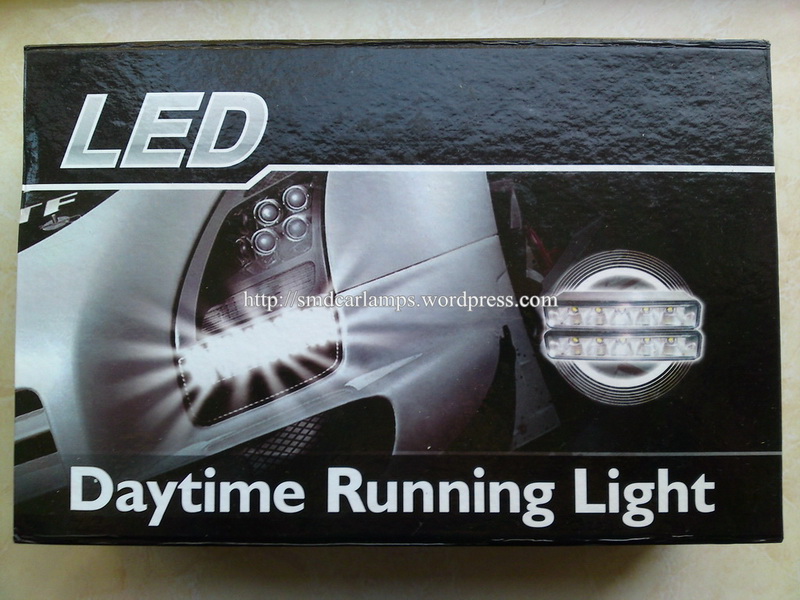 LED
http://smdcarlamps.wordpress.com
Daytime Running Light